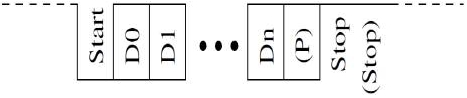 Start
D0
D1
•••
Dn
(P)
Stop
(Stop)